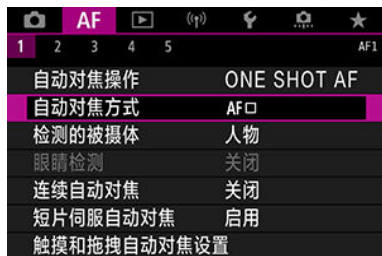 AF
1 2 3 4 5 AF1
自动对焦操作 ONE SHOT AF
自动对焦方式 AF□
检测的被摄体 人物
眼睛检测 关闭
连续自动对焦 关闭
短片伺服自动对焦 启用
触摸和拖拽自动对焦设置